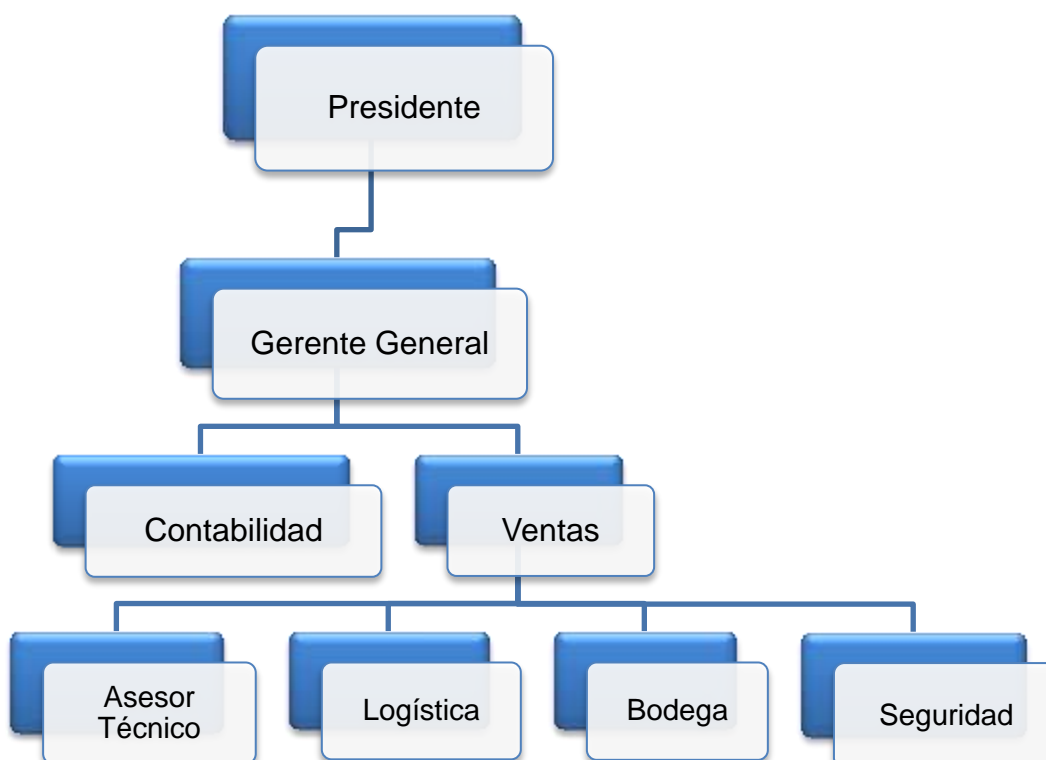 Presidente
Gerente General
Contabilidad
Ventas
Asesor
Técnico
Logística
Bodega
Seguridad